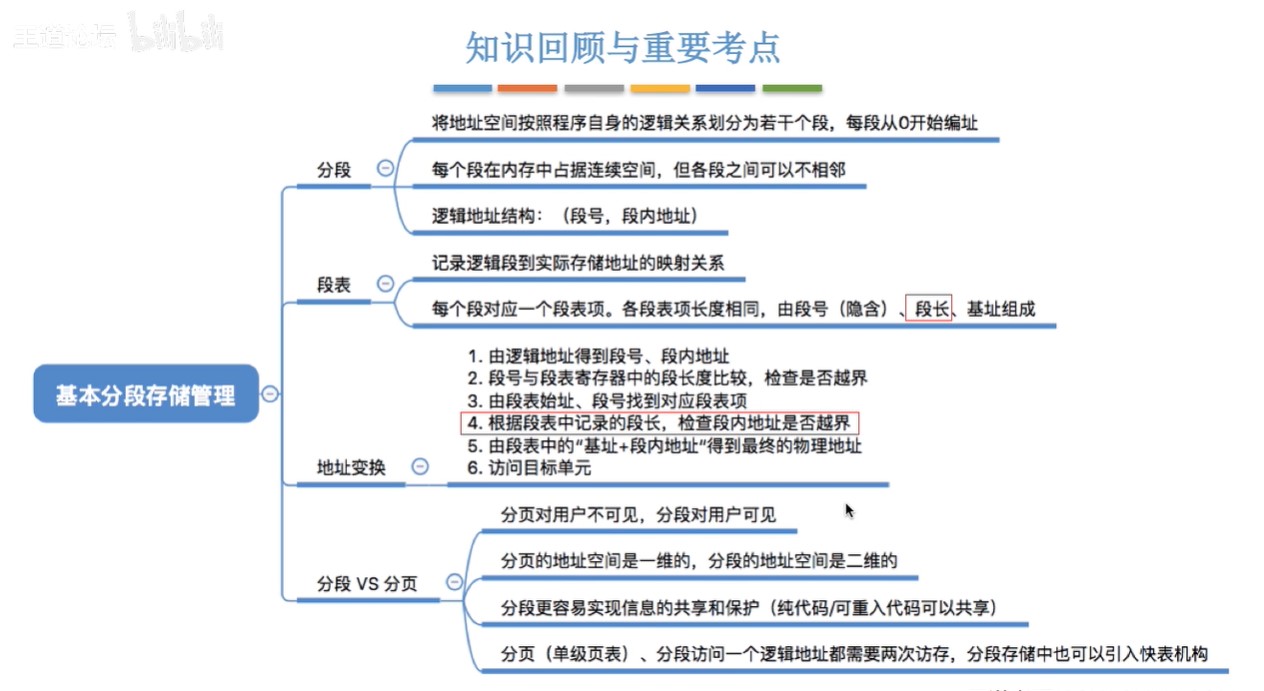 王道论坛 bilibili
知识回顾与重要考点
将地址空间按照程序自身的逻辑关系划分为若干个段，每段从0开始编址
分段
每个段在内存中占据连续空间，但各段之间可以不相邻
逻辑地址结构：（段号，段内地址）
记录逻辑段到实际存储地址的映射关系
段表
每个段对应一个段表项。各段表项长度相同，由段号（隐含）、段长、基址组成
基本分段存储管理
1. 由逻辑地址得到段号、段内地址
2. 段号与段表寄存器中的段长度比较，检查是否越界
3. 由段表始址、段号找到对应段表项
4. 根据段表中记录的段长，检查段内地址是否越界
5. 由段表中的“基址+段内地址”得到最终的物理地址
6. 访问目标单元
地址变换
分页对用户不可见，分段对用户可见
分页的地址空间是一维的，分段的地址空间是二维的
分段 VS 分页
分段更容易实现信息的共享和保护（纯代码/可重入代码可以共享）
分页（单级页表）、分段访问一个逻辑地址都需要两次访存，分段存储中也可以引入快表机构